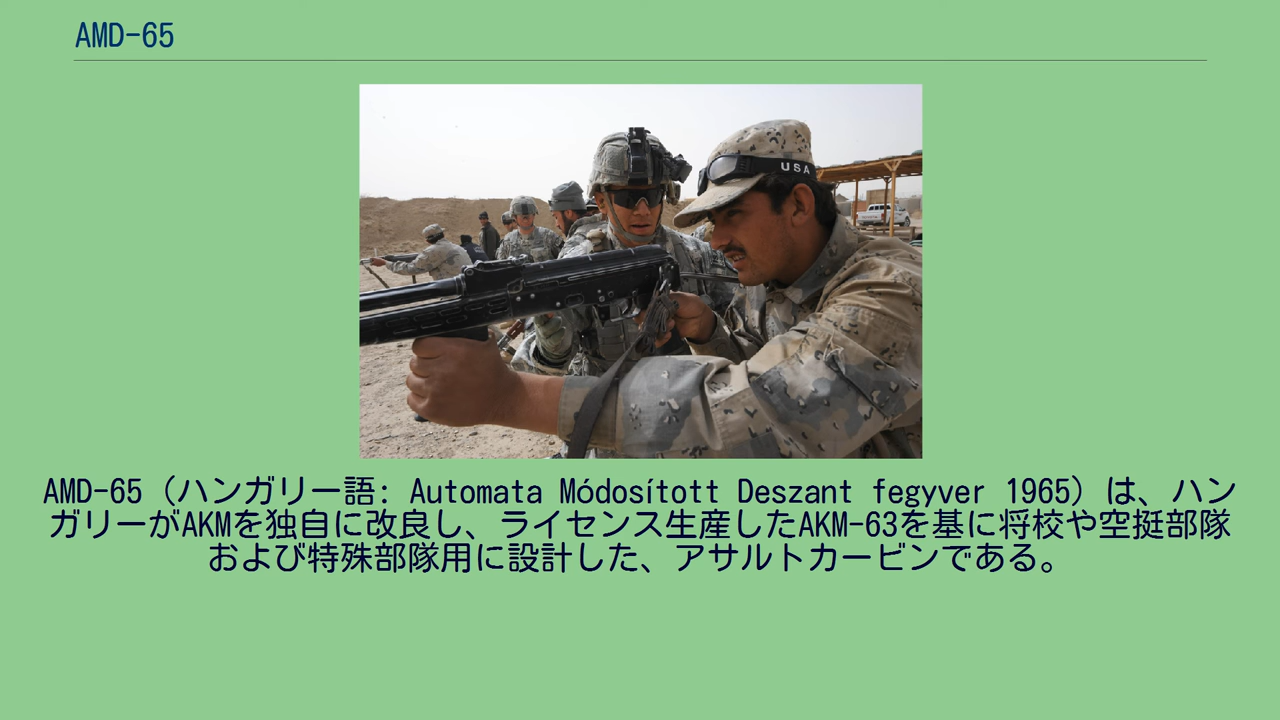 AMD-65
USA
AMD-65（ハンガリー語: Automata Módosított Deszant fegyver 1965）は、ハン
ガリーがAKMを独自に改良し、ライセンス生産したAKM-63を基に将校や空挺部隊
および特殊部隊用に設計した、アサルトカービンである。